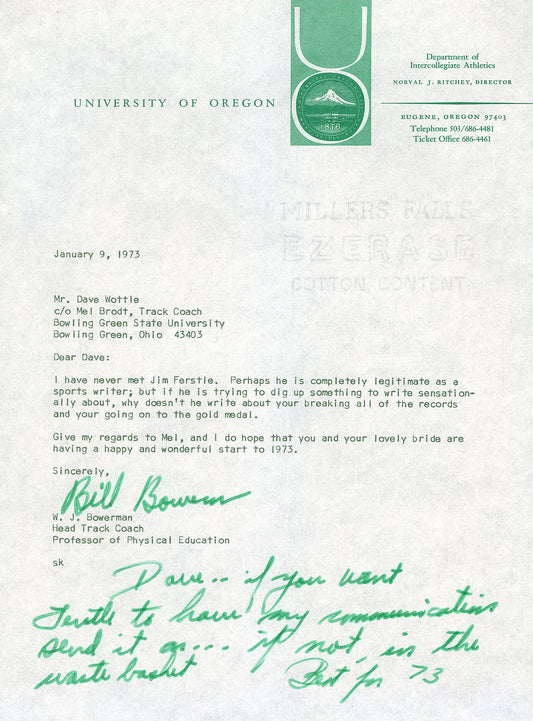 UNIVERSITY OF OREGON
UO
1876
Department of
Intercollegiate Athletics
NORVAL J. RITCHEY, DIRECTOR
EUGENE, OREGON 97403
Telephone 503/686-4481
Ticket Office 686-4461
MILLERS FALLS
EZERASE
COTTON CONTENT
January 9, 1973
Mr. Dave Wottle
c/o Mel Brodt, Track Coach
Bowling Green State University
Bowling Green, Ohio 43403
Dear Dave:
I have never met Jim Ferstle. Perhaps he is completely legitimate as a
sports writer; but if he is trying to dig up something to write sensation-
ally about, why doesn't he write about your breaking all of the records
and your going on to the gold medal.
Give my regards to Mel, and I do hope that you and your lovely bride are
having a happy and wonderful start to 1973.
Sincerely,
Bill Bowerman
W. J. Bowerman
Head Track Coach
Professor of Physical Education
sk
Dave.. if you want
Ferstle to have my communication
send it on... if not, in the
waste basket Best for 73